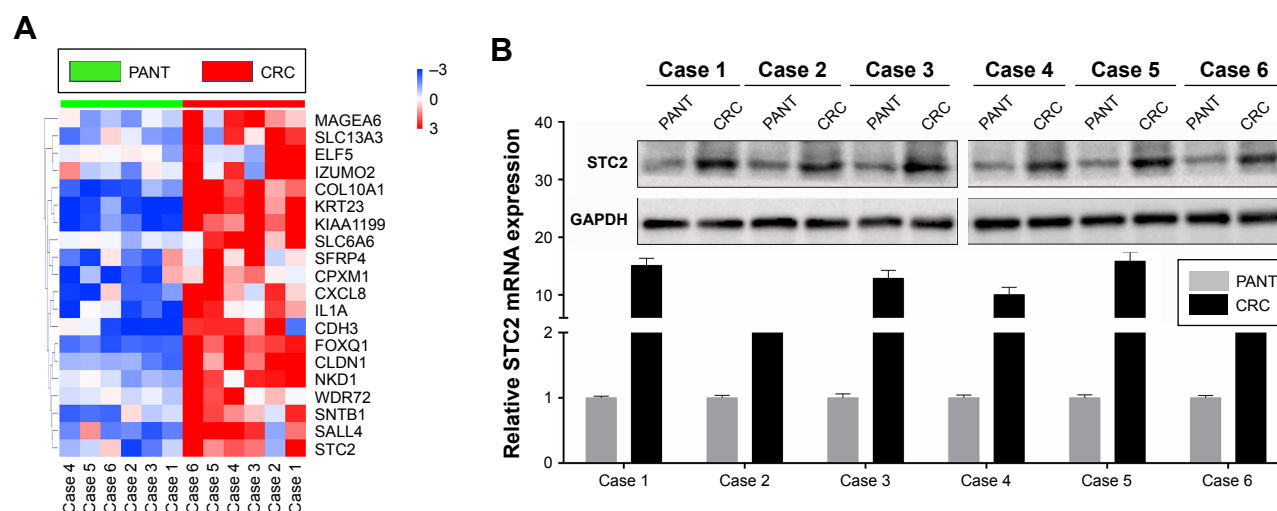 A
PANT
CRC
–3
0
3
MAGEA6
SLC13A3
ELF5
IZUMO2
COL10A1
KRT23
KIAA1199
SLC6A6
SFRP4
CPXM1
CXCL8
IL1A
CDH3
FOXQ1
CLDN1
NKD1
WDR72
SNTB1
SALL4
STC2
Case 4
Case 5
Case 6
Case 2
Case 3
Case 1
Case 6
Case 5
Case 4
Case 3
Case 2
Case 1
B
Case 1 Case 2 Case 3 Case 4 Case 5 Case 6
PANT CRC PANT CRC PANT CRC PANT CRC PANT CRC PANT CRC
STC2
GAPDH
Relative STC2 mRNA expression
40
30
20
10
2
1
0
PANT
CRC
Case 1 Case 2 Case 3 Case 4 Case 5 Case 6